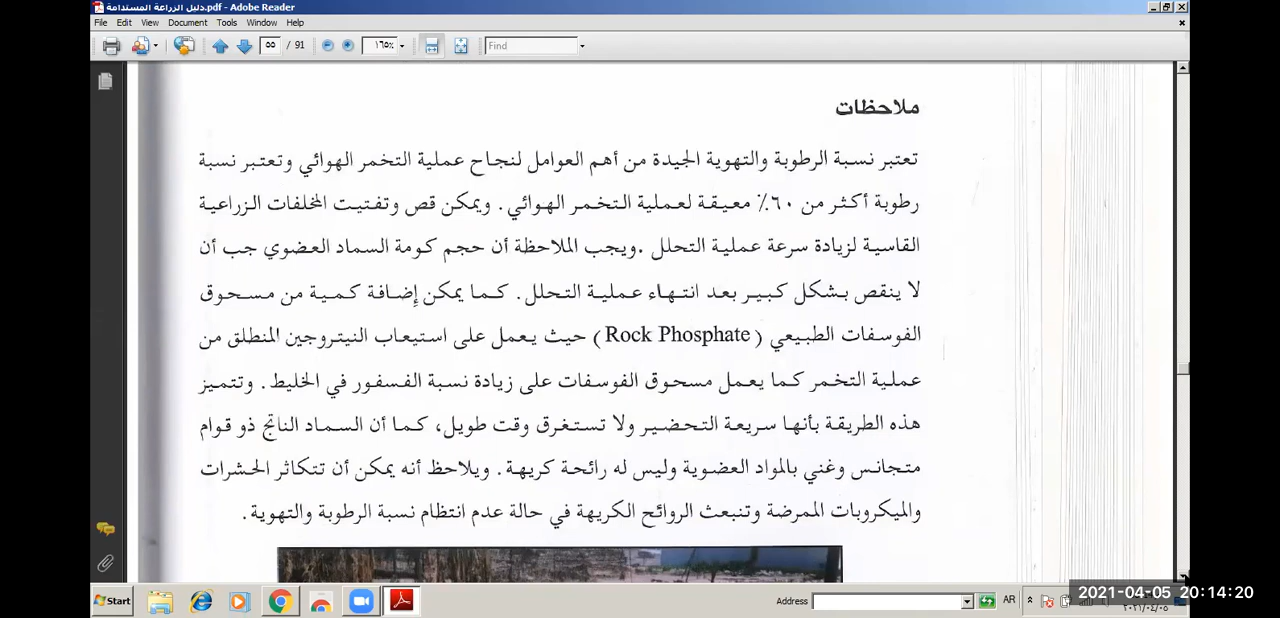 دليل الزراعة المستدامة.pdf - Adobe Reader
File Edit View Document Tools Window Help
٥٥ / 91 ١٦٥٪ Find
ملاحظات
تعتبر نسبة الرطوبة والتهوية الجيدة من أهم العوامل لنجاح عملية التخمر الهوائي وتعتبر نسبة
رطوبة أكثر من ٦٠٪ معيقة لعملية التخمر الهوائي. ويمكن قص وتفتيت المخلفات الزراعية
القاسية لزيادة سرعة عملية التحلل .ويجب الملاحظة أن حجم كومة السماد العضوي جب أن
لا ينقص بشكل كبير بعد انتهاء عملية التحلل. كما يمكن إضافة كمية من مسحوق
الفوسفات الطبيعي (Rock Phosphate) حيث يعمل على استيعاب النيتروجين المنطلق من
عملية التخمر كما يعمل مسحوق الفوسفات على زيادة نسبة الفسفور في الخليط. وتتميز
هذه الطريقة بأنها سريعة التحضير ولا تستغرق وقت طويل، كما أن السماد الناتج ذو قوام
متجانس وغني بالمواد العضوية وليس له رائحة كريهة. ويلاحظ أنه يمكن أن تتكاثر الحشرات
والميكروبات الممرضة وتنبعث الروائح الكريهة في حالة عدم انتظام نسبة الرطوبة والتهوية.
Start Address AR
2021-04-05 20:14:20
٢٠٢١/٠٤/٠٥